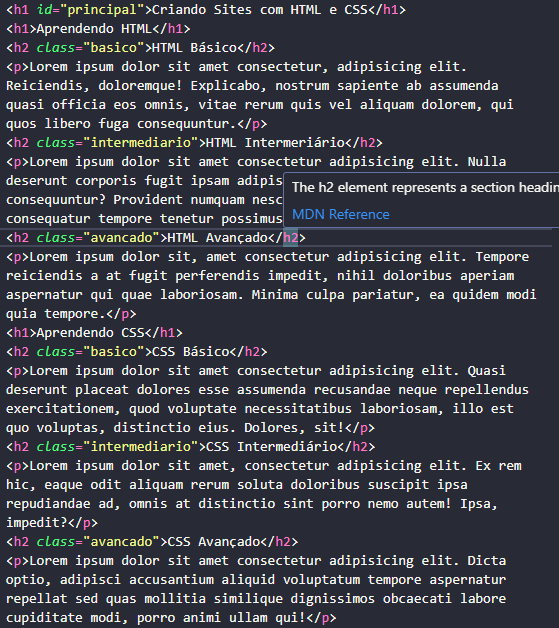 <h1 id="principal">Criando Sites com HTML e CSS</h1>
<h1>Aprendendo HTML</h1>
<h2 class="basico">HTML Básico</h2>
<p>Lorem ipsum dolor sit amet consectetur, adipisicing elit.
Reiciendis, doloremque! Explicabo, nostrum sapiente ab assumenda
quasi officia eos omnis, vitae rerum quis vel aliquam dolorem, qui
quos libero fuga consequuntur.</p>
<h2 class="intermediario">HTML Intermeriário</h2>
<p>Lorem ipsum dolor sit amet consectetur adipisicing elit. Nulla
deserunt corporis fugit ipsam adipis
The h2 element represents a section headin
consequuntur? Provident numquam nesc
MDN Reference
consequatur tempore tenetur possimus
<h2 class="avancado">HTML Avançado</h2>
<p>Lorem ipsum dolor sit, amet consectetur adipisicing elit. Tempore
reiciendis a at fugit perferendis impedit, nihil doloribus aperiam
aspernatur qui quae laboriosam. Minima culpa pariatur, ea quidem modi
quia tempore.</p>
<h1>Aprendendo CSS</h1>
<h2 class="basico">CSS Básico</h2>
<p>Lorem ipsum dolor sit amet consectetur adipisicing elit. Quasi
deserunt placeat dolores esse assumenda recusandae neque repellendus
exercitationem, quod voluptate necessitatibus laboriosam, illo est
quo voluptas, distinctio eius. Dolores, sit!</p>
<h2 class="intermediario">CSS Intermediário</h2>
<p>Lorem ipsum dolor sit amet, consectetur adipisicing elit. Ex rem
hic, eaque odit aliquam rerum soluta doloribus suscipit ipsa
repudiandae ad, omnis at distinctio sint porro nemo autem! Ipsa,
impedit?</p>
<h2 class="avancado">CSS Avançado</h2>
<p>Lorem ipsum dolor sit amet consectetur adipisicing elit. Dicta
optio, adipisci accusantium aliquid voluptatum tempore aspernatur
repellat sed quas mollitia similique dignissimos obcaecati labore
cupiditate modi, porro animi ullam qui!</p>